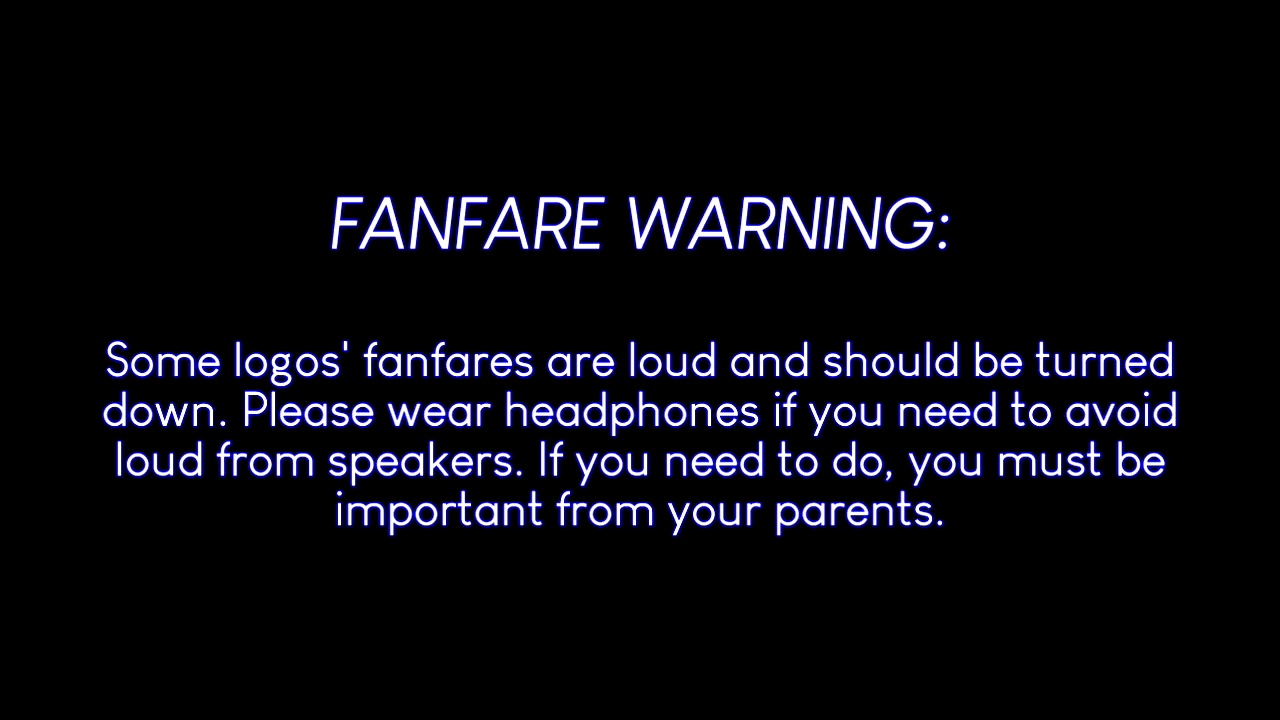 FANFARE WARNING:
Some logos' fanfares are loud and should be turned
down. Please wear headphones if you need to avoid
loud from speakers. If you need to do, you must be
important from your parents.